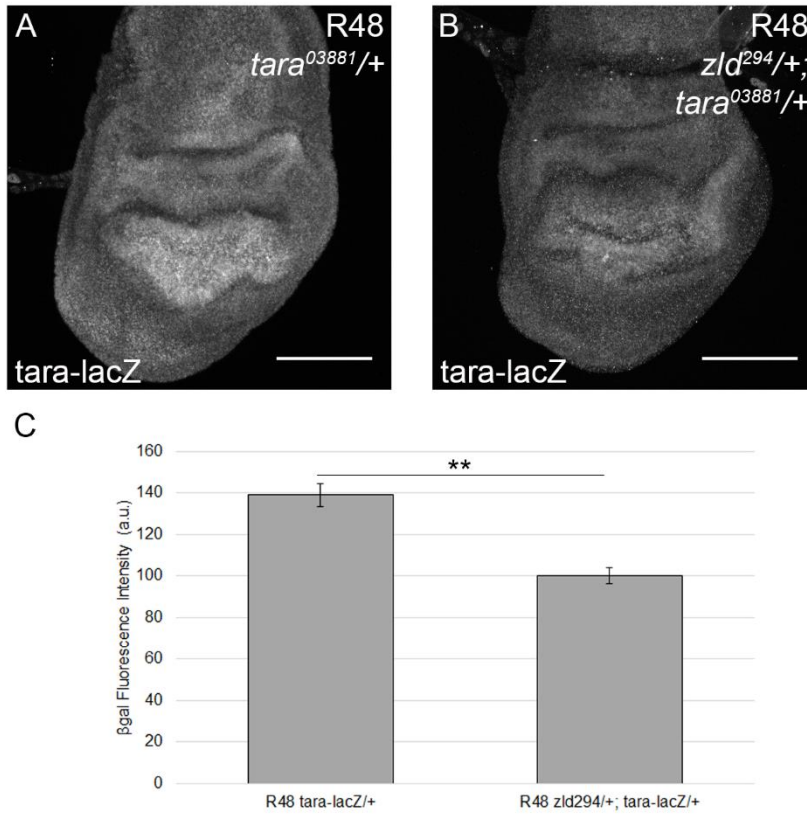 A
R48
tara03881/+
tara-lacZ
B
R48
zld294/+;
tara03881/+
tara-lacZ
C
160
140
120
100
80
60
40
20
0
βgal Fluorescence Intensity (a.u.)
**
R48 tara-lacZ/+
R48 zld294/+; tara-lacZ/+